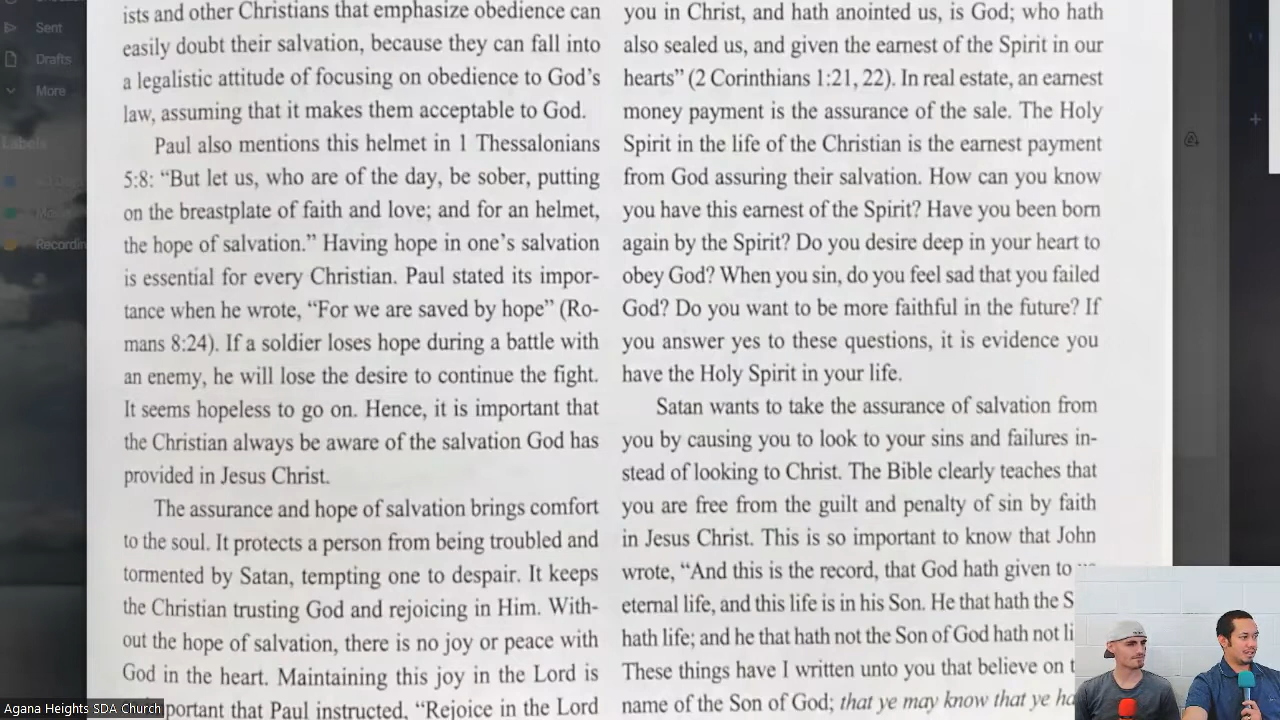 Sent
Drafts
More
Labels
Recordin
ists and other Christians that emphasize obedience can
easily doubt their salvation, because they can fall into
a legalistic attitude of focusing on obedience to God's
law, assuming that it makes them acceptable to God.
Paul also mentions this helmet in 1 Thessalonians
5:8: “But let us, who are of the day, be sober, putting
on the breastplate of faith and love; and for an helmet,
the hope of salvation.” Having hope in one's salvation
is essential for every Christian. Paul stated its impor-
tance when he wrote, “For we are saved by hope” (Ro-
mans 8:24). If a soldier loses hope during a battle with
an enemy, he will lose the desire to continue the fight.
It seems hopeless to go on. Hence, it is important that
the Christian always be aware of the salvation God has
provided in Jesus Christ.
The assurance and hope of salvation brings comfort
to the soul. It protects a person from being troubled and
tormented by Satan, tempting one to despair. It keeps
the Christian trusting God and rejoicing in Him. With-
out the hope of salvation, there is no joy or peace with
God in the heart. Maintaining this joy in the Lord is
portant that Paul instructed, “Rejoice in the Lord
you in Christ, and hath anointed us, is God; who hath
also sealed us, and given the earnest of the Spirit in our
hearts” (2 Corinthians 1:21, 22). In real estate, an earnest
money payment is the assurance of the sale. The Holy
Spirit in the life of the Christian is the earnest payment
from God assuring their salvation. How can you know
you have this earnest of the Spirit? Have you been born
again by the Spirit? Do you desire deep in your heart to
obey God? When you sin, do you feel sad that you failed
God? Do you want to be more faithful in the future? If
you answer yes to these questions, it is evidence you
have the Holy Spirit in your life.
Satan wants to take the assurance of salvation from
you by causing you to look to your sins and failures in-
stead of looking to Christ. The Bible clearly teaches that
you are free from the guilt and penalty of sin by faith
in Jesus Christ. This is so important to know that John
wrote, “And this is the record, that God hath given to
eternal life, and this life is in his Son. He that hath the S
hath life; and he that hath not the Son of God hath not li
These things have I written unto you that believe on t
name of the Son of God; that ye may know that ye ha
Agana Heights SDA Church